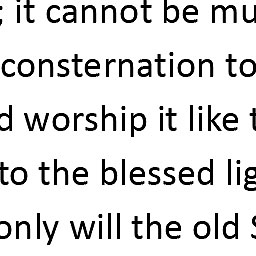 ; it cannot be mu
consternation to
d worship it like t
to the blessed lig
only will the old S